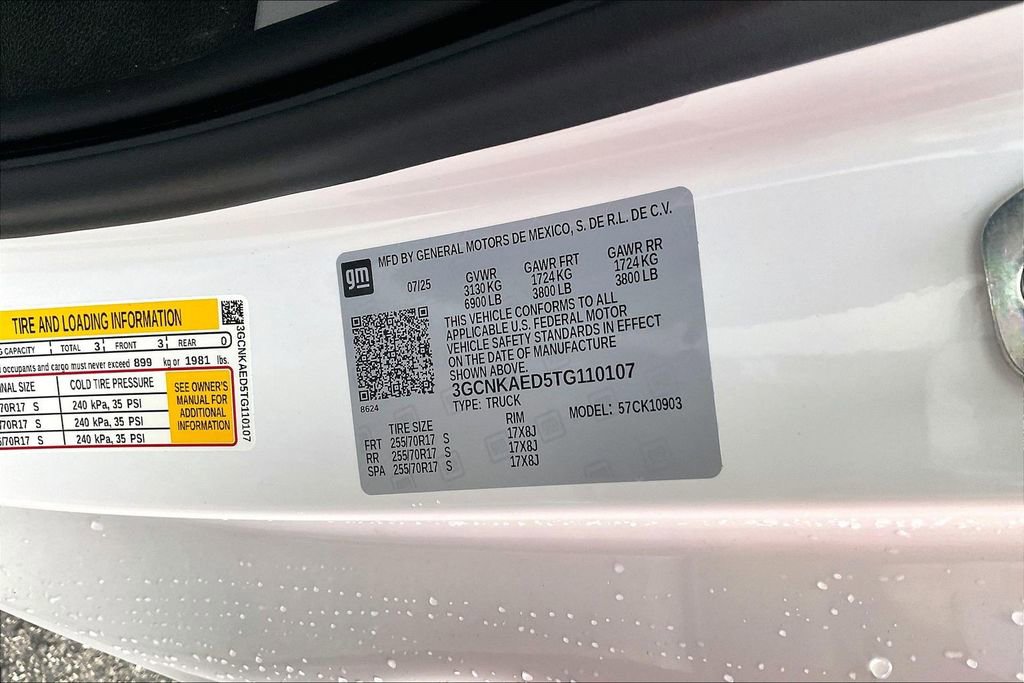 TIRE AND LOADING INFORMATION
CAPACITY TOTAL 3 FRONT 3 REAR 0
occupants and cargo must never exceed 899 kg or 1981 lbs.
SIZE COLD TIRE PRESSURE
S 240 kPa, 35 PSI
S 240 kPa, 35 PSI
S 240 kPa, 35 PSI
SEE OWNER'S
MANUAL FOR
ADDITIONAL
INFORMATION
3GCNKAED5TG110107
gm
MFD BY GENERAL MOTORS DE MEXICO, S. DE R.L. DE C.V.
07/25 GVWR GAWR FRT GAWR RR
3130 KG 1724 KG 1724 KG
6900 LB 3800 LB 3800 LB
THIS VEHICLE CONFORMS TO ALL
APPLICABLE U.S. FEDERAL MOTOR
VEHICLE SAFETY STANDARDS IN EFFECT
ON THE DATE OF MANUFACTURE
SHOWN ABOVE.
8624
3GCNKAED5TG110107
TYPE: TRUCK MODEL: 57CK10903
TIRE SIZE RIM
FRT 255/70R17 S 17X8J
RR 255/70R17 S 17X8J
SPA 255/70R17 S 17X8J